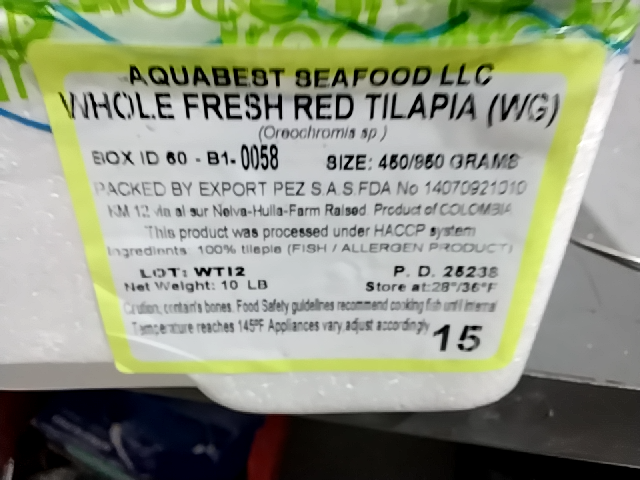 AQUABEST SEAFOOD LLC
WHOLE FRESH RED TILAPIA (WG)
(Oreochromis sp.)
BOX ID 60 - B1- 0058 SIZE: 450/950 GRAMS
PACKED BY EXPORT PEZ S.A.S. FDA No 14070921010
KM 12 via al sur Neiva-Huila-Farm Raised. Product of COLOMBIA
This product was processed under HACCP system
Ingredients: 100% tilapia (FISH / ALLERGEN PRODUCT)
LOT: WT12 P. D. 25238
Net Weight: 10 LB Store at:28°/36°F
Caution, contain's bones. Food Safety guidelines recommend cooking fish until internal
Temperature reaches 145°F Appliances vary, adjust accordingly
15